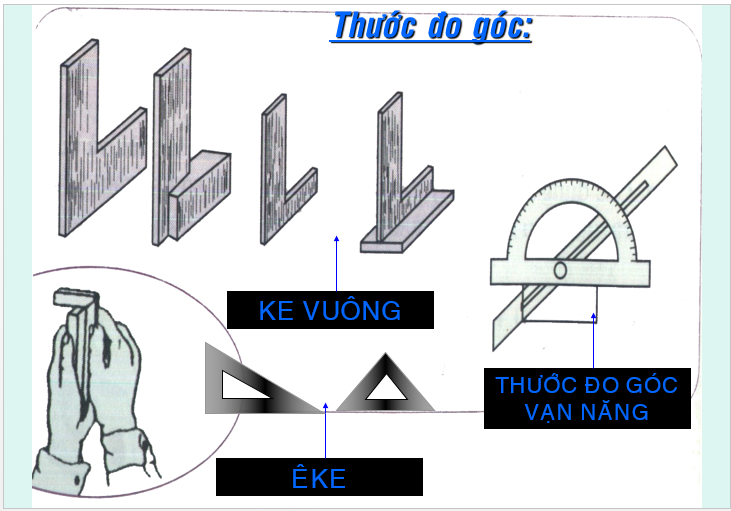 Thước đo góc:
KE VUÔNG
THƯỚC ĐO GÓC
VẠN NĂNG
ÊKE